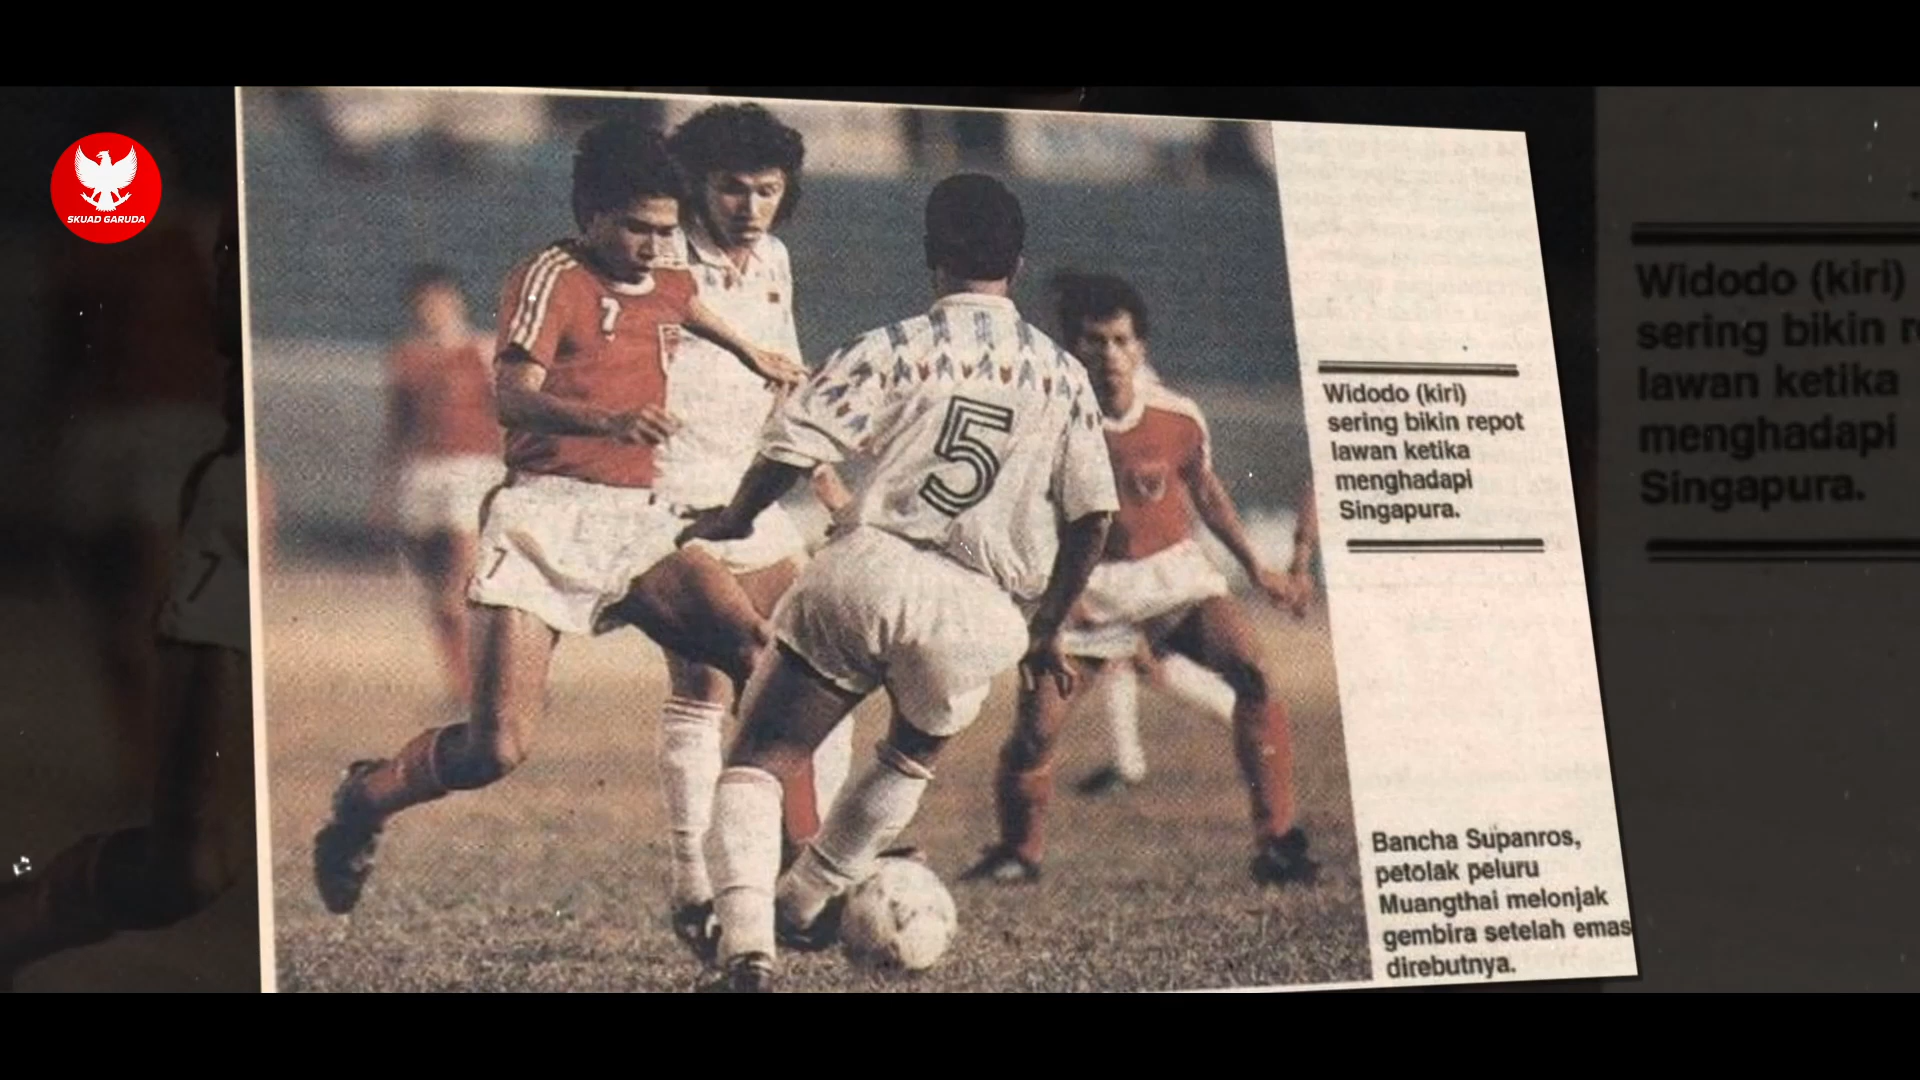 SKUAD GARUDA
7
7
5
Widodo (kiri)
sering bikin repot
lawan ketika
menghadapi
Singapura.
Bancha Supanros,
petolak peluru
Muangthai melonjak
gembira setelah emas
direbutnya.
Widodo (kiri)
sering bikin
lawan ketika
menghadapi
Singapura.
7